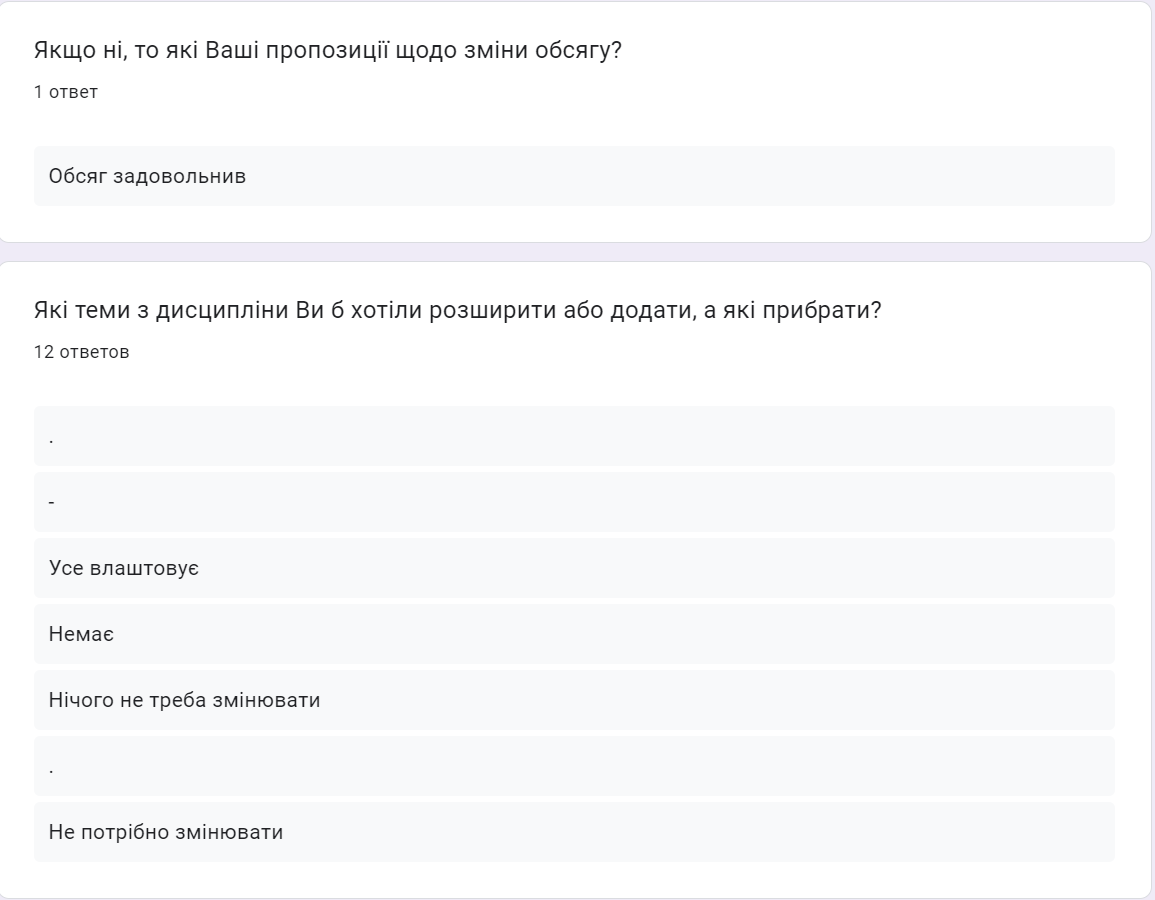 Якщо ні, то які Ваші пропозиції щодо зміни обсягу?
1 ответ
Обсяг задовольнив
Які теми з дисципліни Ви б хотіли розширити або додати, а які прибрати?
12 ответов
.
-
Усе влаштовує
Немає
Нічого не треба змінювати
.
Не потрібно змінювати